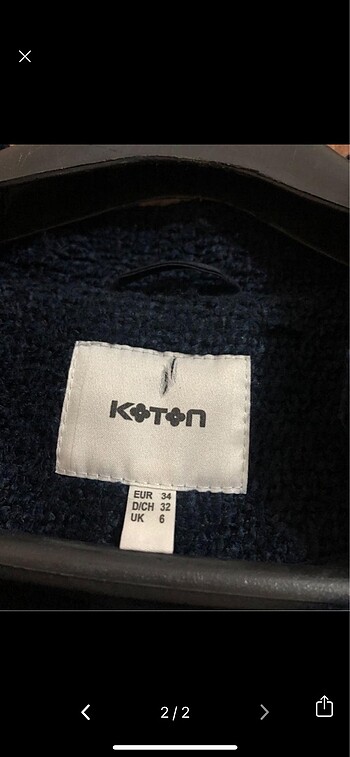 KOTON
EUR 34
D/CH 32
UK 6
2/2